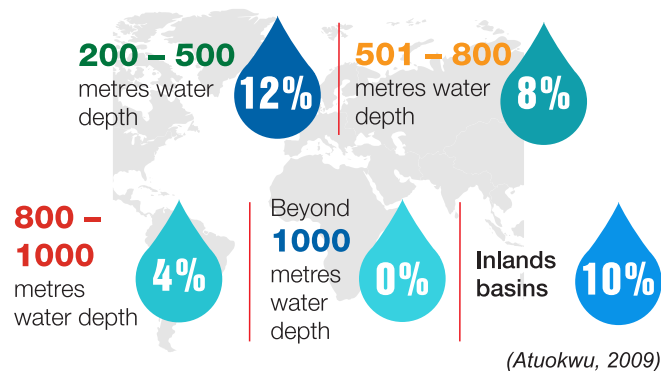 200 – 500
metres water
depth
12%
501 – 800
metres water
depth
8%
800 –
1000
metres
water depth
4%
Beyond
1000
metres
water
depth
0%
Inlands
basins
10%
(Atuokwu, 2009)